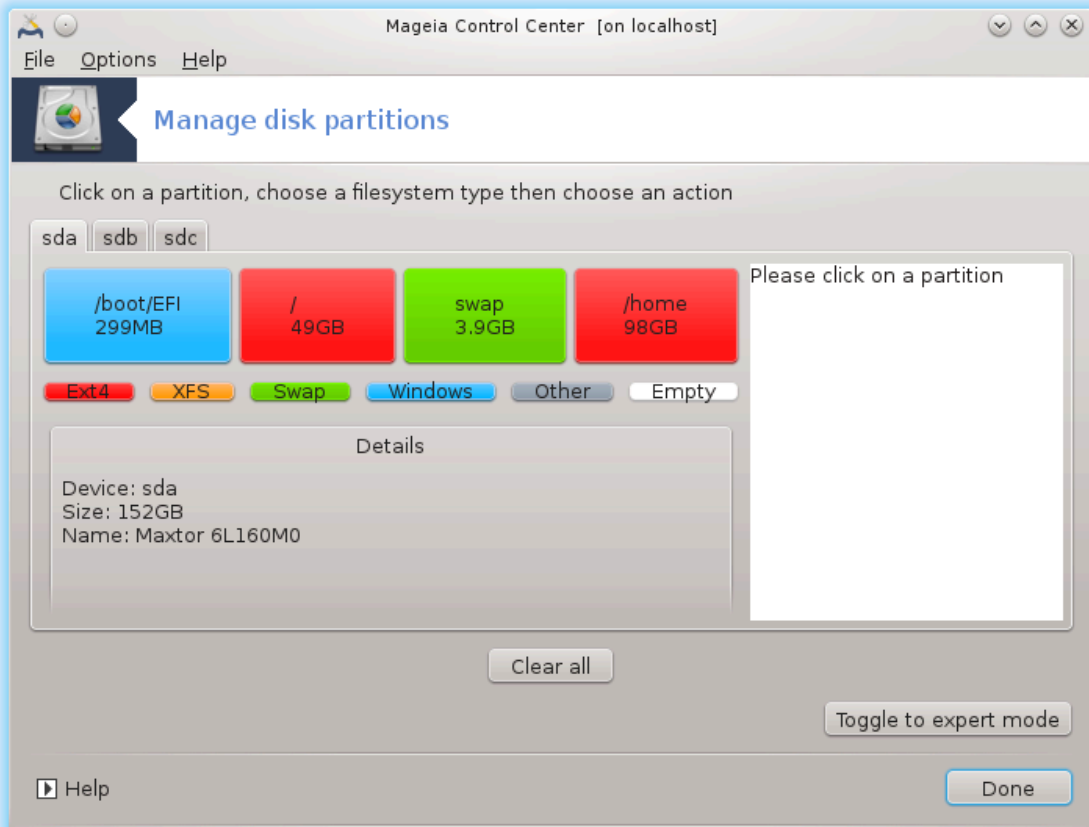 Mageia Control Center [on localhost]
File Options Help
Manage disk partitions
Click on a partition, choose a filesystem type then choose an action
sda sdb sdc
/boot/EFI
299MB
/
49GB
swap
3.9GB
/home
98GB
Please click on a partition
Ext4 XFS Swap Windows Other Empty
Details
Device: sda
Size: 152GB
Name: Maxtor 6L160M0
Clear all
Toggle to expert mode
Help
Done